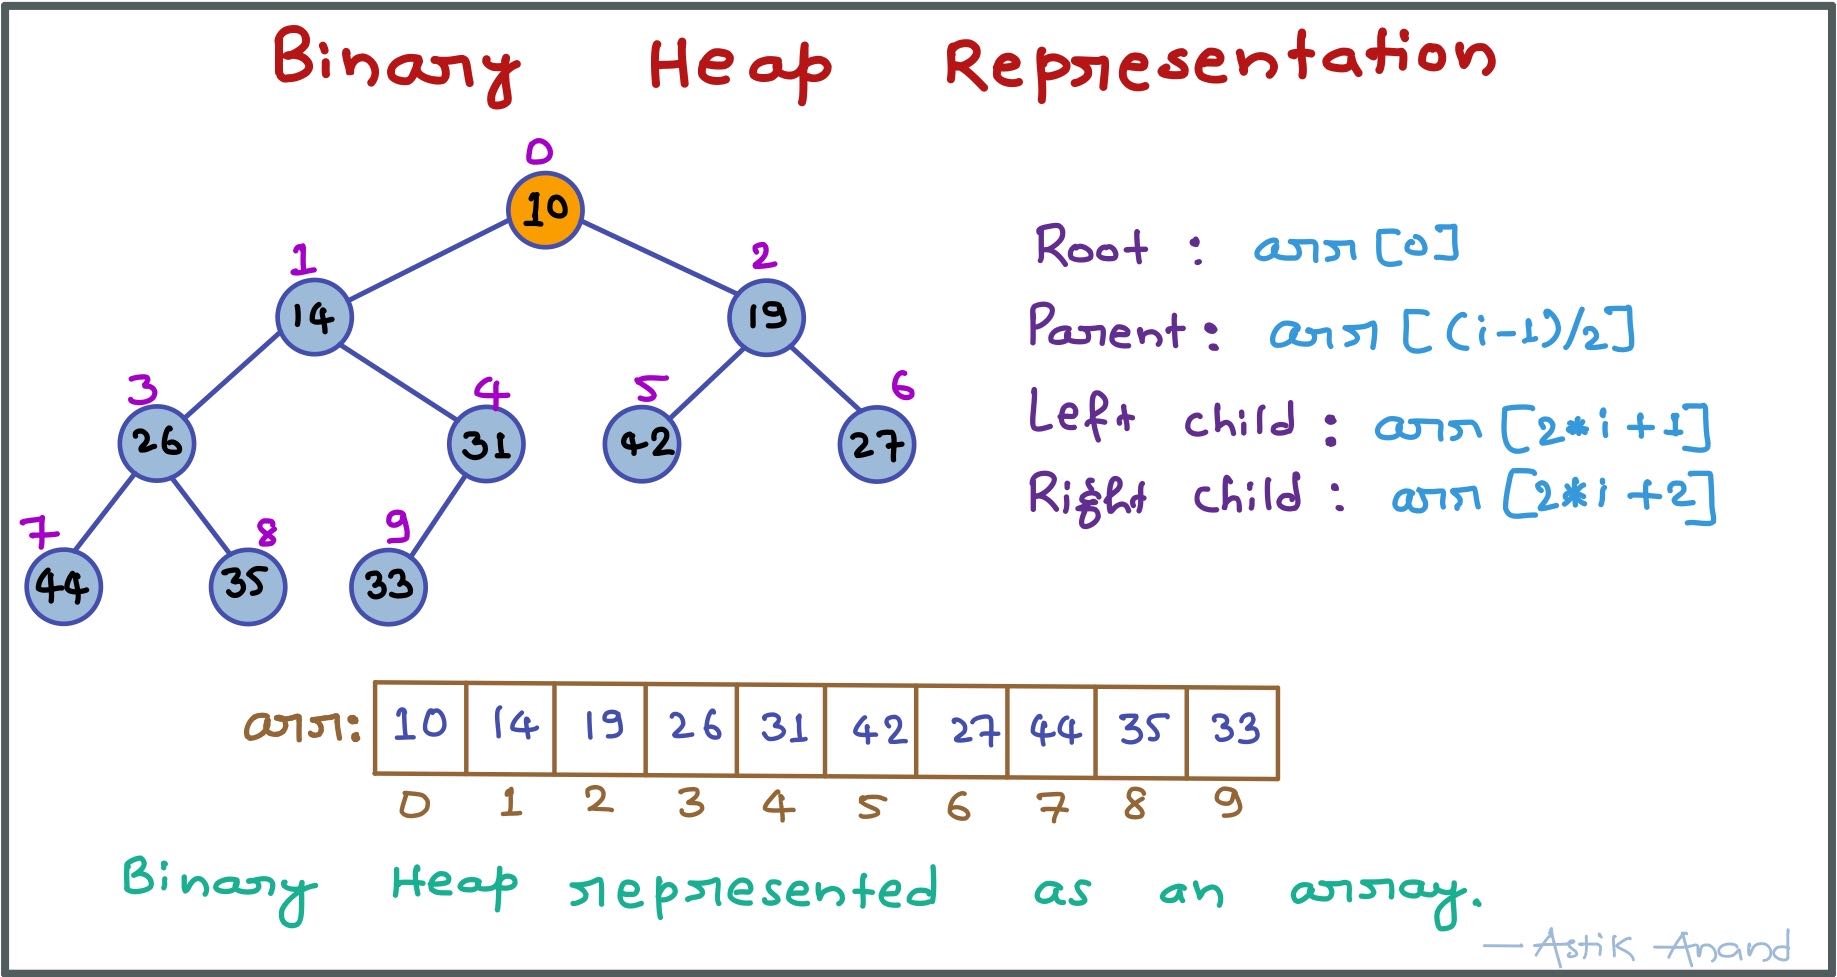 Binary Heap Representation
0
10
1
2
14
19
3
4
5
6
26
31
42
27
7
8
9
44
35
33
Root : arr [0]
Parent : arr [(i-1)/2]
Left child : arr [2*i+1]
Right child : arr [2*i+2]
arr: 10 14 19 26 31 42 27 44 35 33
0 1 2 3 4 5 6 7 8 9
Binary Heap represented as an array.
— Astik Anand